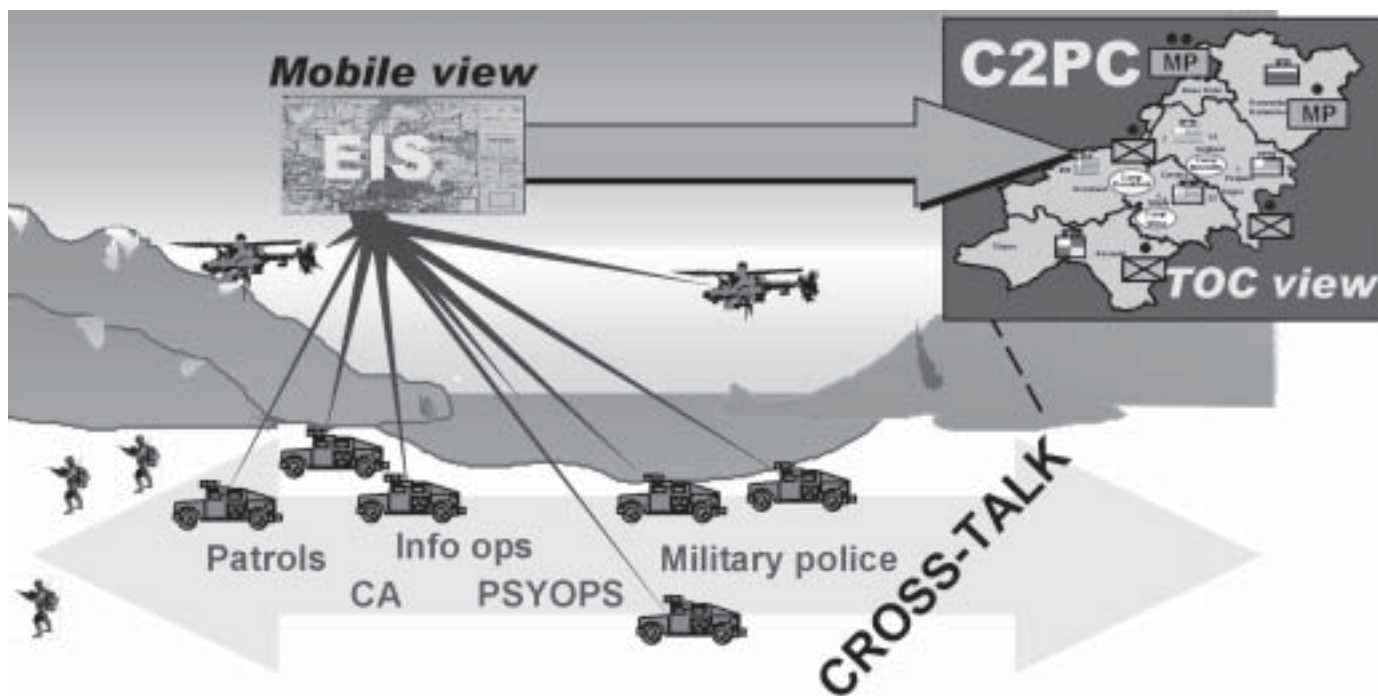 Mobile view
EIS
C2PC
MP
MP
TOC view
Patrols
Info ops
Military police
CA
PSYOPS
CROSS-TALK